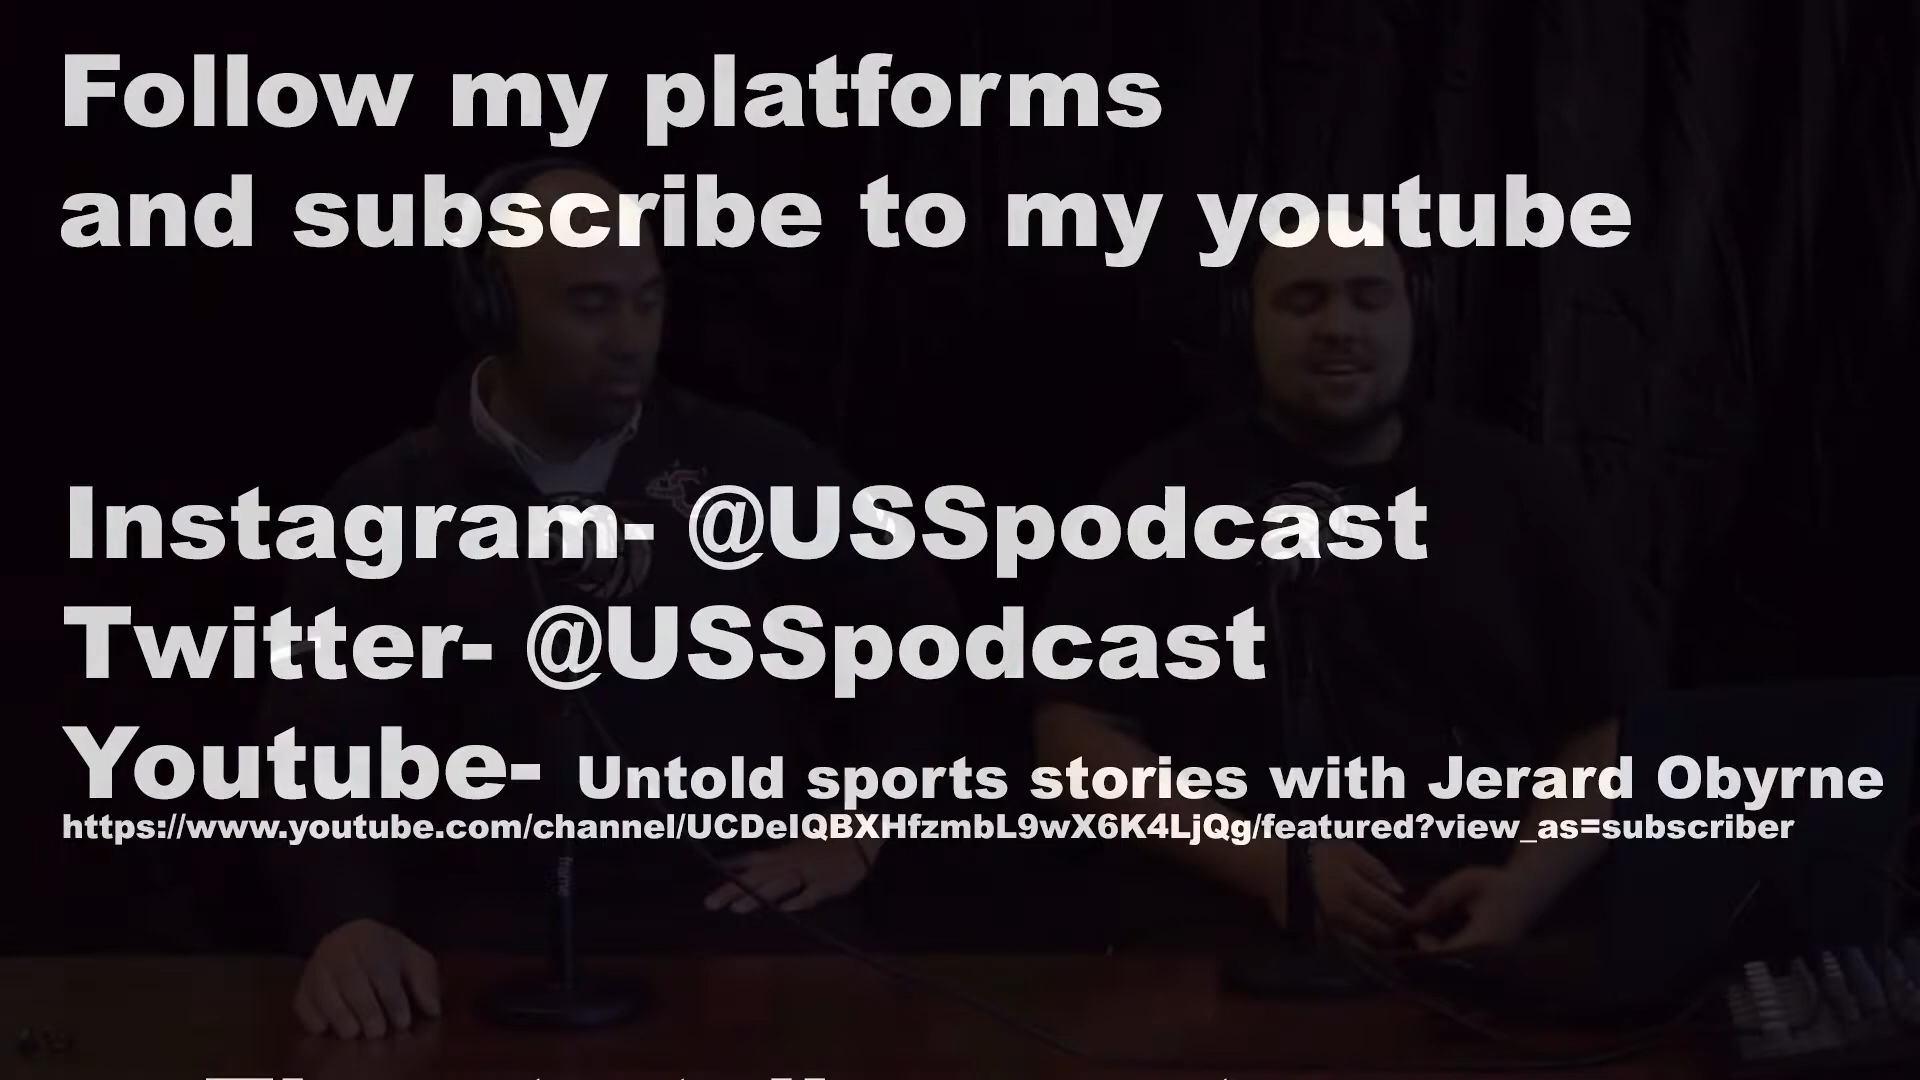 Follow my platforms
and subscribe to my youtube
Instagram- @USSpodcast
Twitter- @USSpodcast
Youtube- Untold sports stories with Jerard Obyrne
https://www.youtube.com/channel/UCDeIQBXHfzmbL9wX6K4LjQg/featured?view_as=subscriber